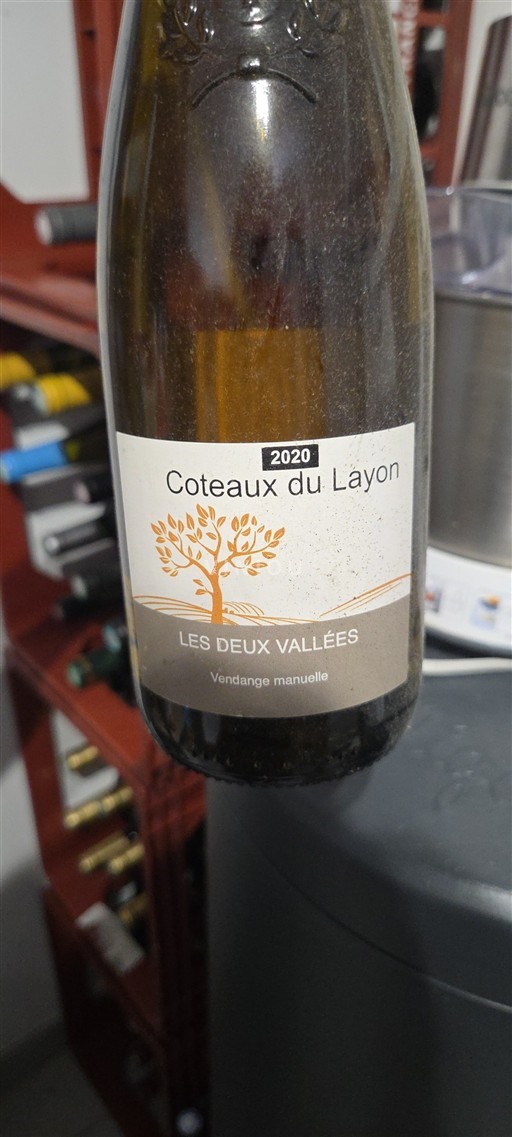 2020
Coteaux du Layon
LES DEUX VALLÉES
Vendange manuelle